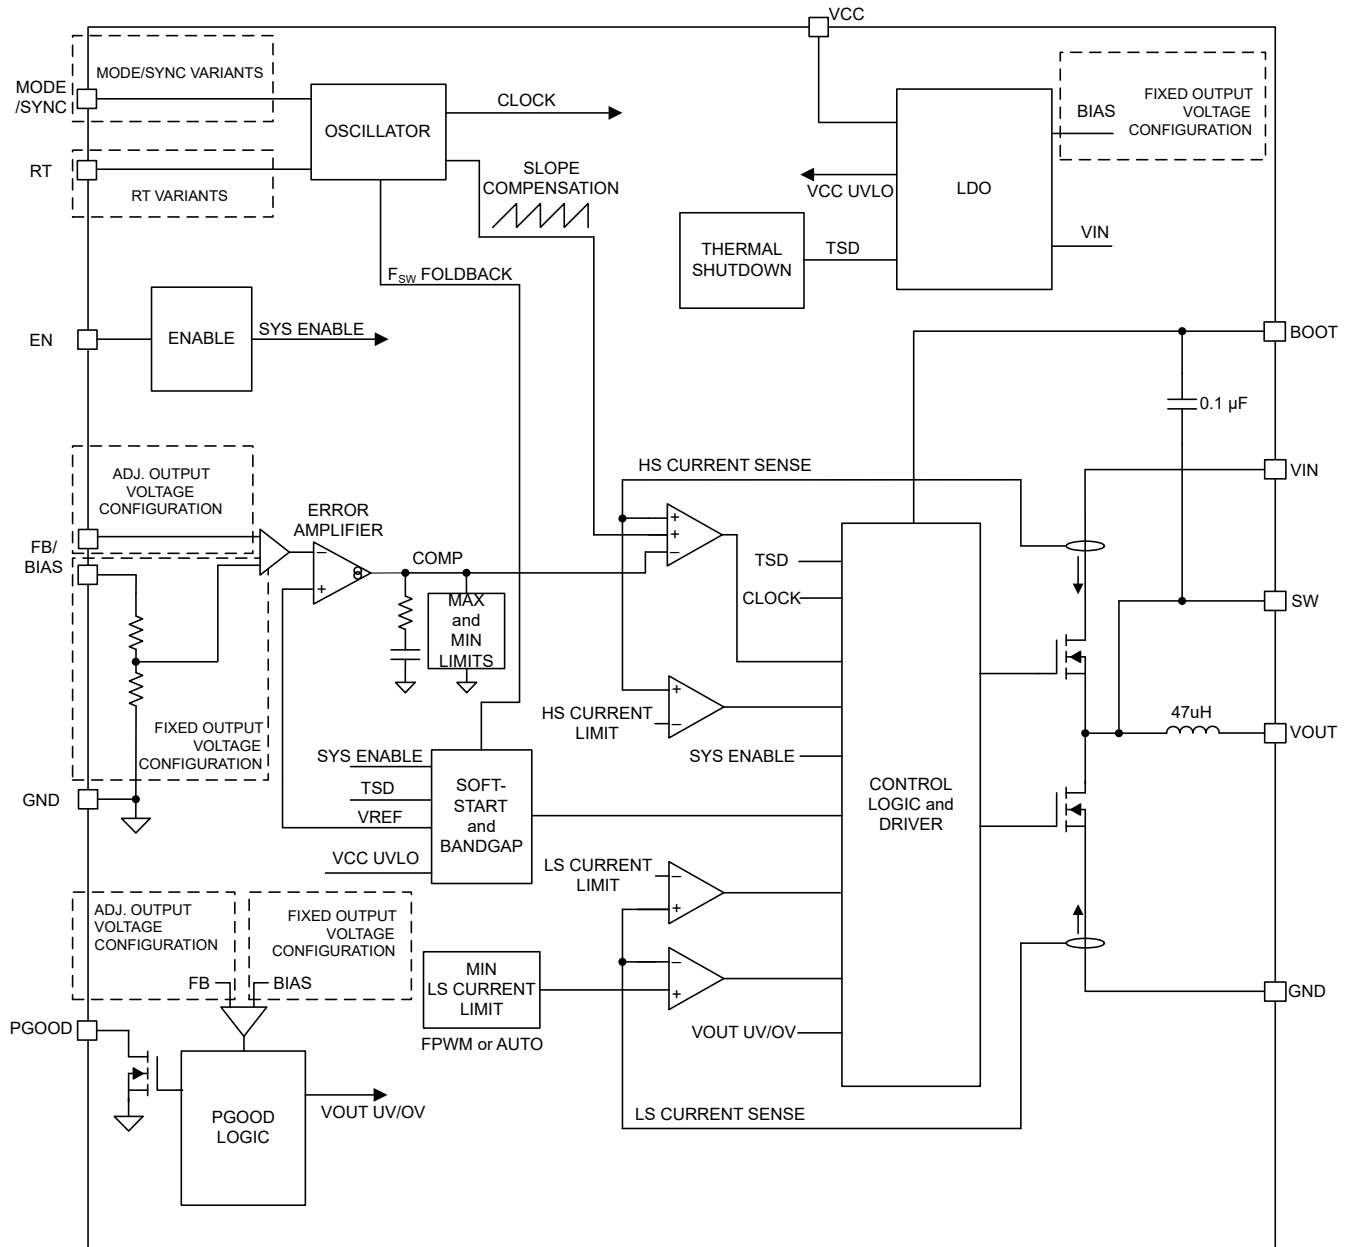 VCC
MODE/SYNC VARIANTS
MODE
/SYNC
OSCILLATOR
CLOCK
RT
RT VARIANTS
SLOPE
COMPENSATION
FSW FOLDBACK
BIAS
FIXED OUTPUT
VOLTAGE
CONFIGURATION
LDO
VCC UVLO
THERMAL
SHUTDOWN
TSD
VIN
EN
ENABLE
SYS ENABLE
BOOT
0.1 µF
ADJ. OUTPUT
VOLTAGE
CONFIGURATION
HS CURRENT SENSE
VIN
ERROR
AMPLIFIER
FB/
BIAS
−
+
COMP
+
+
−
TSD
CLOCK
MAX
and
MIN
LIMITS
SW
+
−
HS CURRENT
LIMIT
47uH
VOUT
FIXED OUTPUT
VOLTAGE
CONFIGURATION
SYS ENABLE
TSD
VREF
VCC UVLO
SOFT-
START
and
BANDGAP
SYS ENABLE
CONTROL
LOGIC and
DRIVER
GND
LS CURRENT
LIMIT
−
+
ADJ. OUTPUT
VOLTAGE
CONFIGURATION
FIXED OUTPUT
VOLTAGE
CONFIGURATION
FB
BIAS
MIN
LS CURRENT
LIMIT
FPWM or AUTO
−
+
GND
VOUT UV/OV
PGOOD
PGOOD
LOGIC
VOUT UV/OV
LS CURRENT SENSE